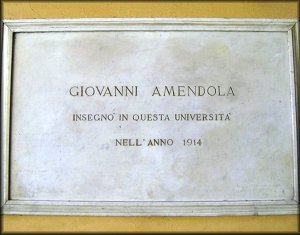 GIOVANNI AMENDOLA
INSEGNO' IN QUESTA UNIVERSITA'
NELL'ANNO 1914